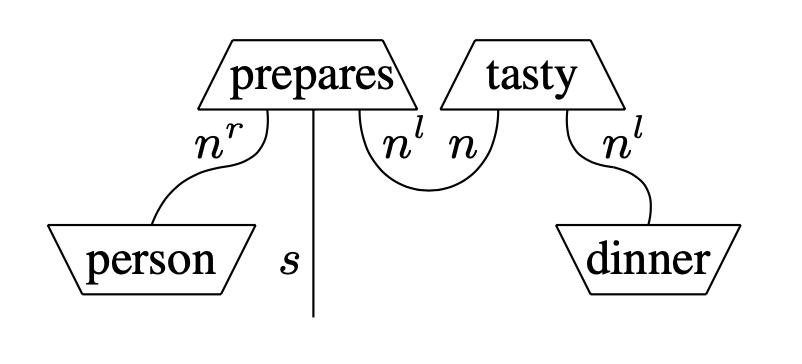 prepares tasty
n^r n^l n n^l
person s dinner